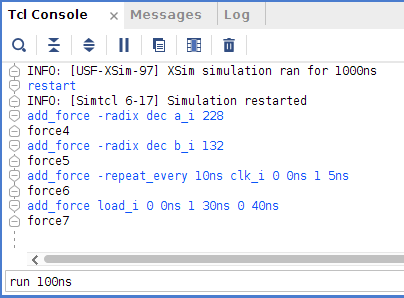 Tcl Console × Messages Log
INFO: [USF-XSim-97] XSim simulation ran for 1000ns
restart
INFO: [Simtcl 6-17] Simulation restarted
add_force -radix dec a_i 228
force4
add_force -radix dec b_i 132
force5
add_force -repeat_every 10ns clk_i 0 0ns 1 5ns
force6
add_force load_i 0 0ns 1 30ns 0 40ns
force7
run 100ns